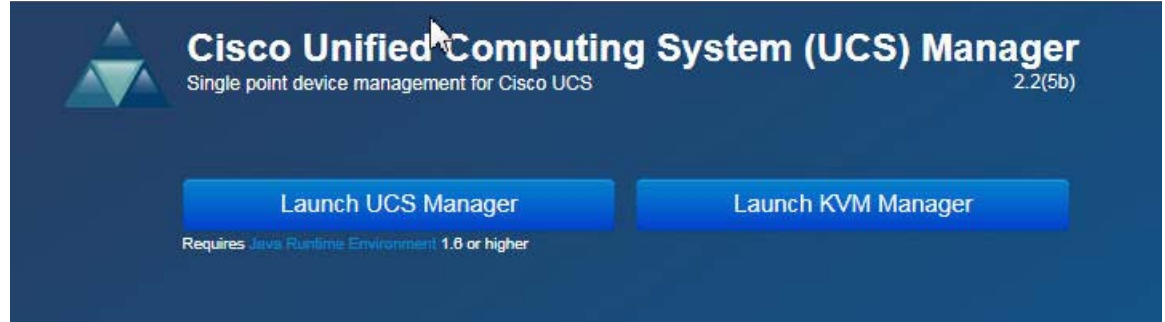 Cisco Unified Computing System (UCS) Manager
Single point device management for Cisco UCS
2.2(5b)
Launch UCS Manager
Launch KVM Manager
Requires Java Runtime Environment 1.6 or higher